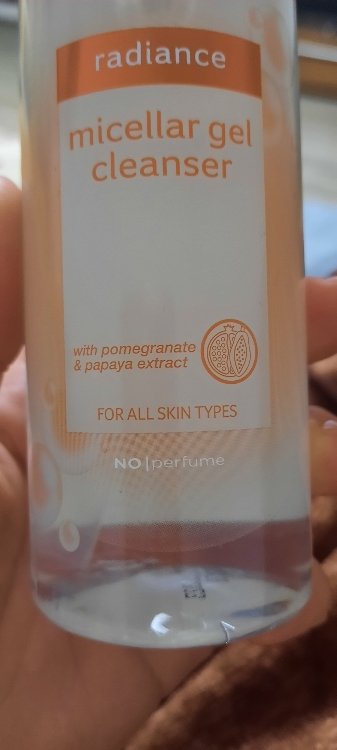 radiance
micellar gel
cleanser
with pomegranate
& papaya extract
FOR ALL SKIN TYPES
NO|perfume